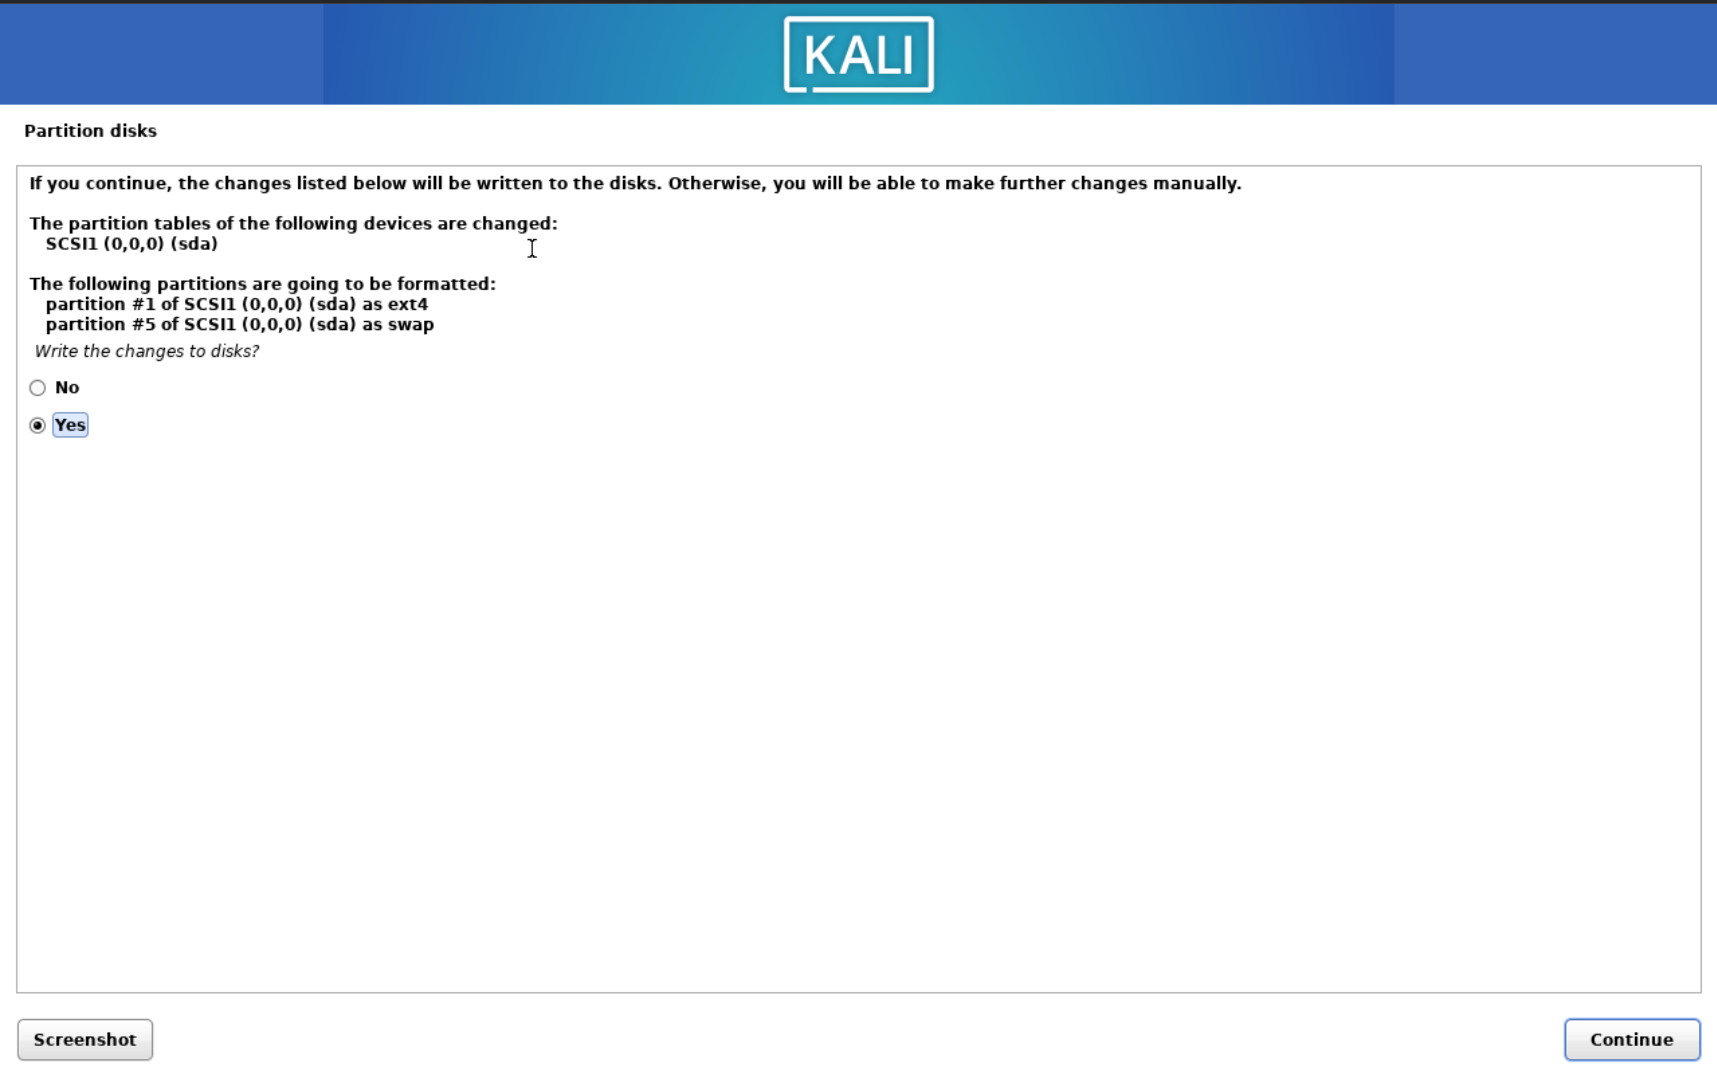 KALI
Partition disks
If you continue, the changes listed below will be written to the disks. Otherwise, you will be able to make further changes manually.
The partition tables of the following devices are changed:
SCSI1 (0,0,0) (sda)
The following partitions are going to be formatted:
partition #1 of SCSI1 (0,0,0) (sda) as ext4
partition #5 of SCSI1 (0,0,0) (sda) as swap
Write the changes to disks?
No
Yes
Screenshot
Continue